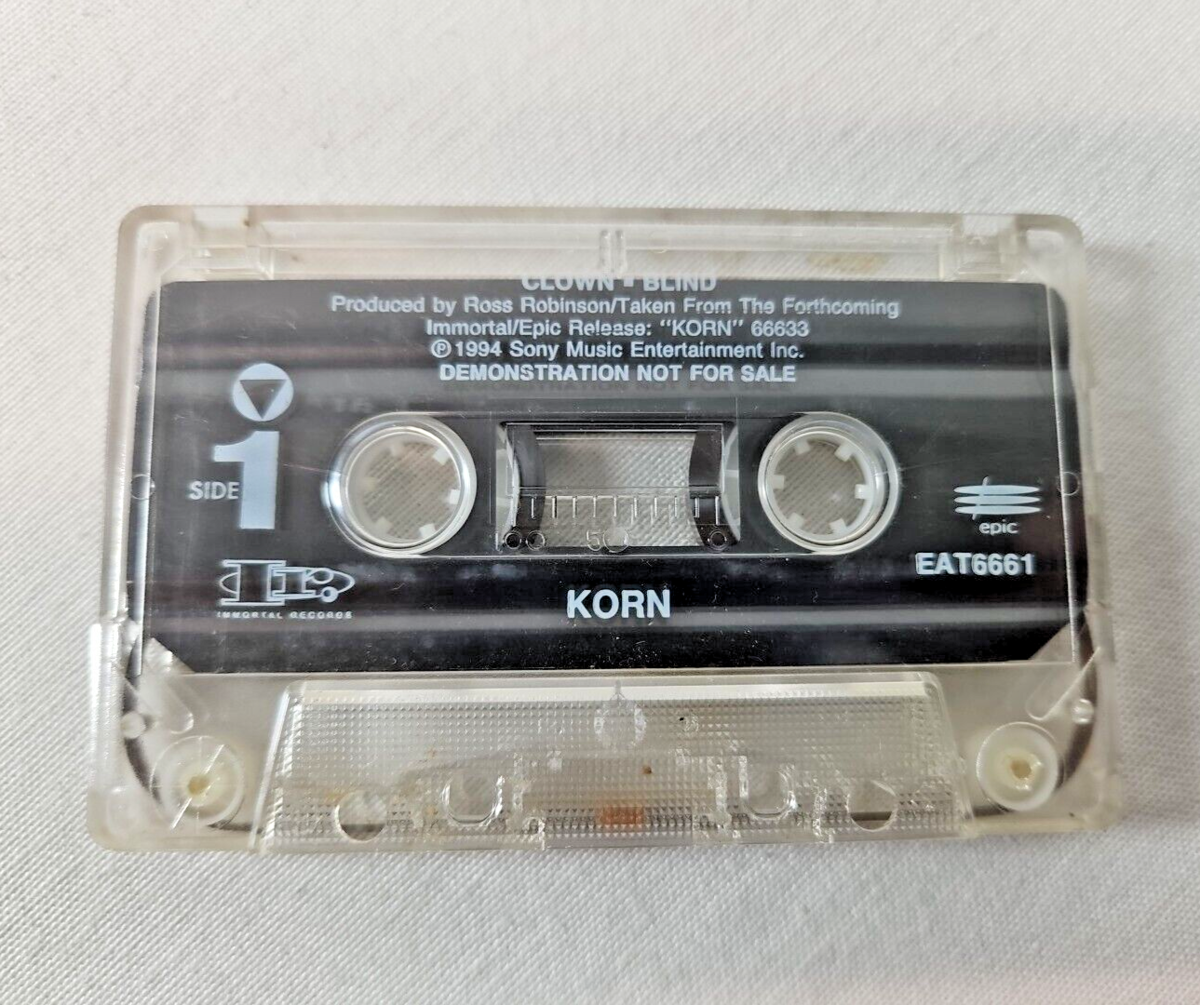 CLOWN • BLIND
Produced by Ross Robinson/Taken From The Forthcoming
Immortal/Epic Release: "KORN" 66633
℗ 1994 Sony Music Entertainment Inc.
DEMONSTRATION NOT FOR SALE
SIDE 1
50
epic
EAT6661
IMMORTAL RECORDS
KORN